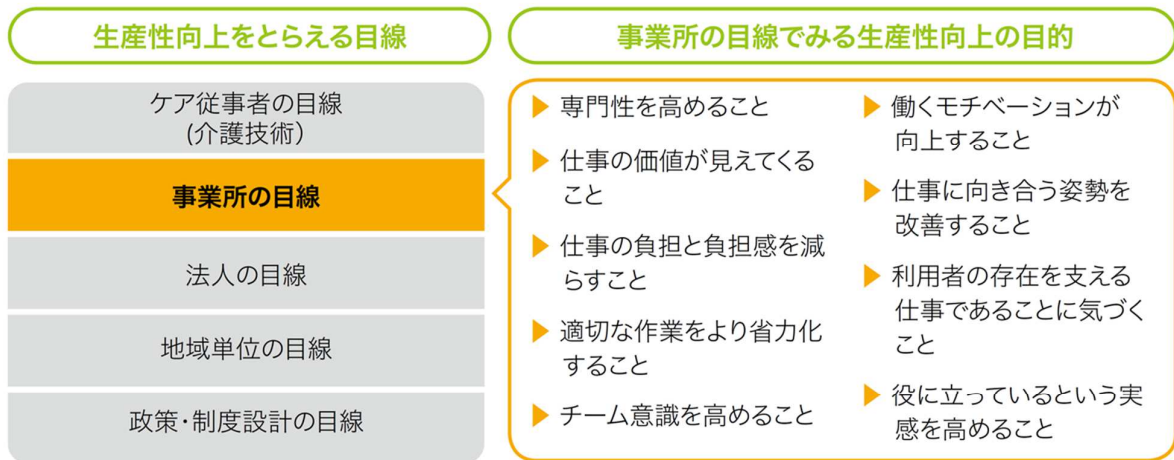 生産性向上をとらえる目線
ケア従事者の目線
(介護技術）
事業所の目線
法人の目線
地域単位の目線
政策・制度設計の目線
事業所の目線でみる生産性向上の目的
▶ 専門性を高めること
▶ 仕事の価値が見えてくる
こと
▶ 仕事の負担と負担感を減
らすこと
▶ 適切な作業をより省力化
すること
▶ チーム意識を高めること
▶ 働くモチベーションが
向上すること
▶ 仕事に向き合う姿勢を
改善すること
▶ 利用者の存在を支える
仕事であることに気づく
こと
▶ 役に立っているという実
感を高めること